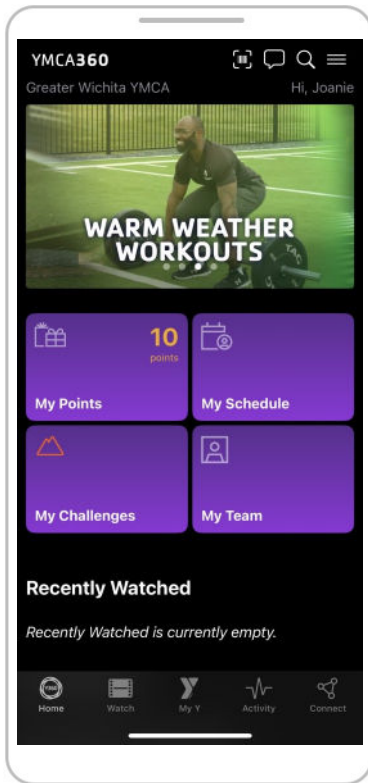 YMCA360
Greater Wichita YMCA
Hi, Joanie
WARM WEATHER
WORKOUTS
10
points
My Points
My Schedule
My Challenges
My Team
Recently Watched
Recently Watched is currently empty.
Home
Watch
My Y
Activity
Connect